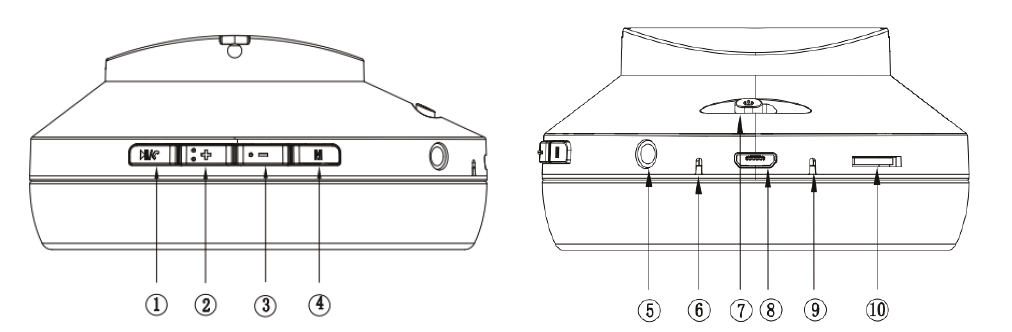 + - M
① ② ③ ④ ⑤ ⑥ ⑦ ⑧ ⑨ ⑩